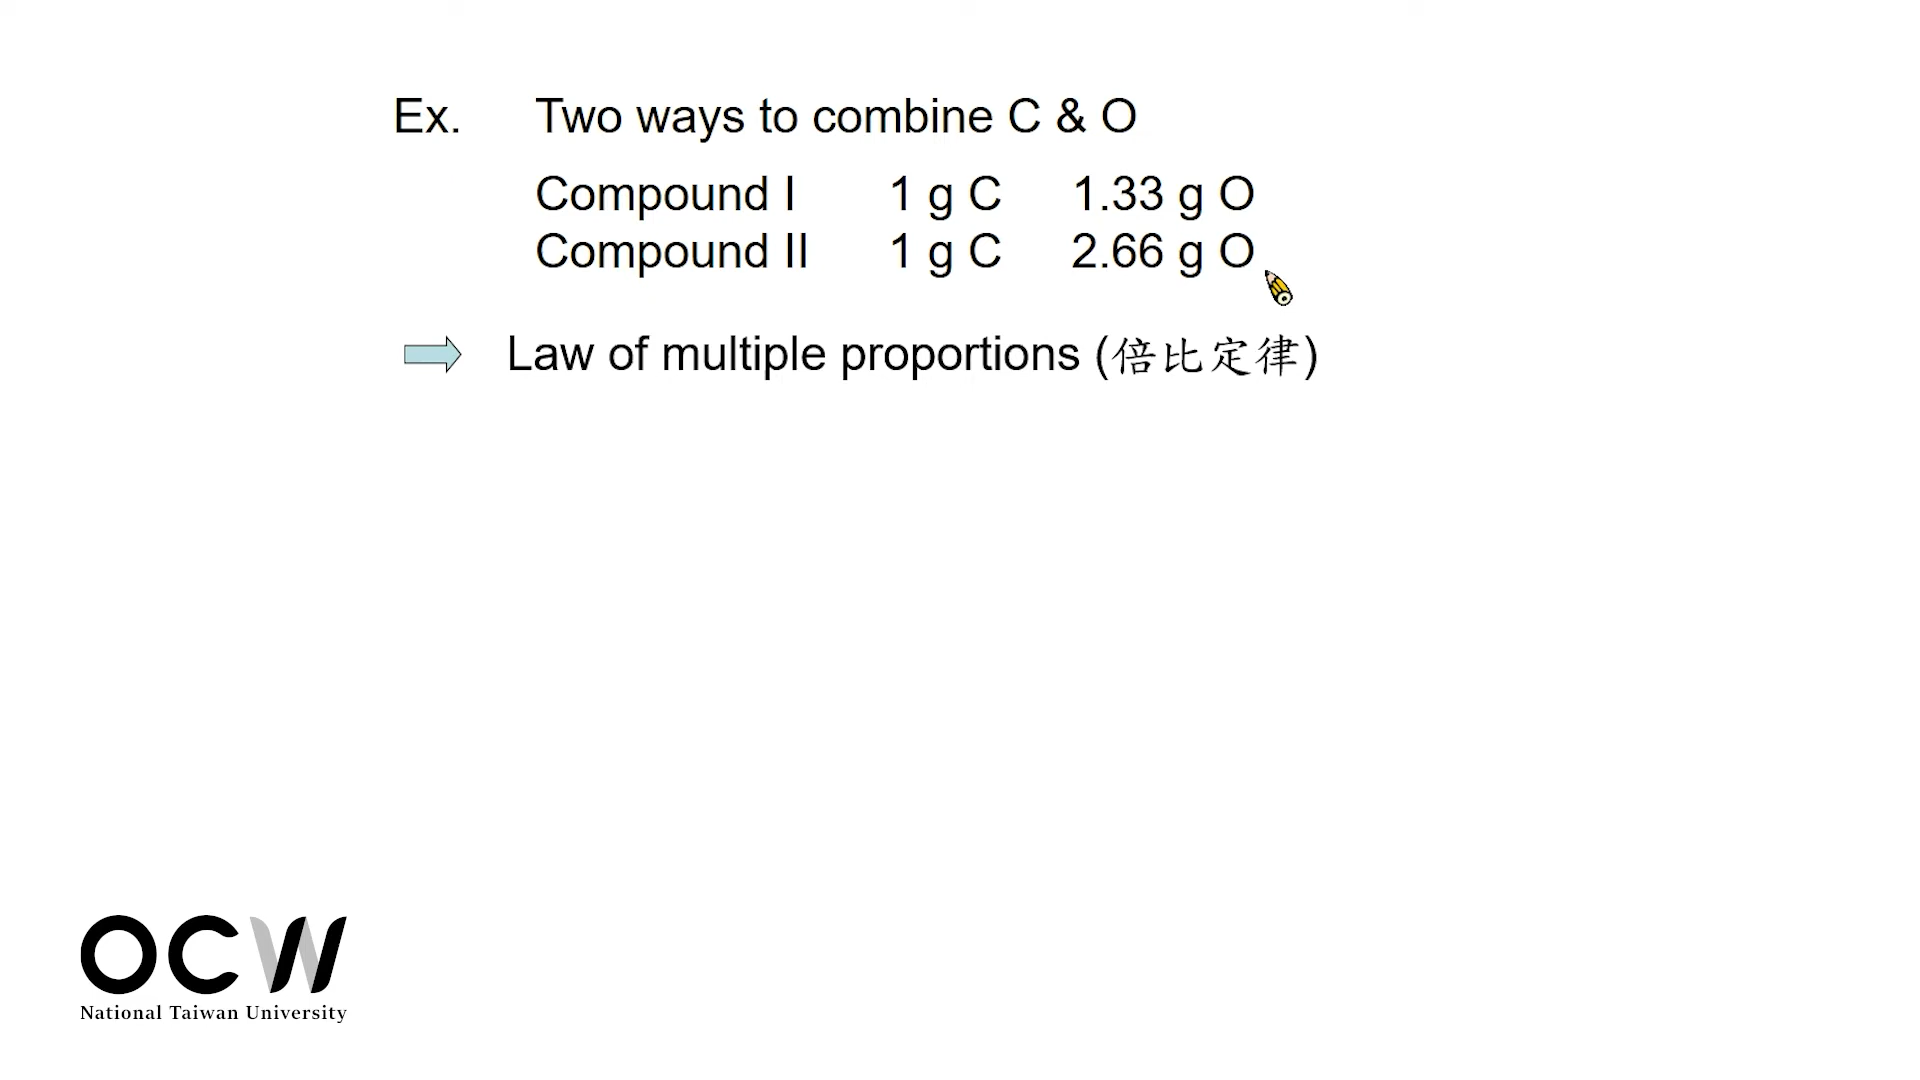 Ex. Two ways to combine C & O
Compound I 1 g C 1.33 g O
Compound II 1 g C 2.66 g O
Law of multiple proportions (倍比定律)
OCW
National Taiwan University